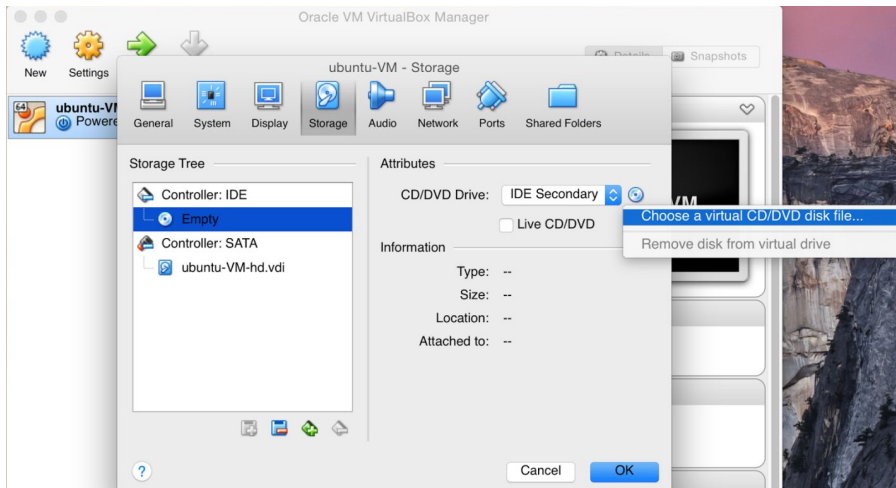 Oracle VM VirtualBox Manager
New
Settings
Details
Snapshots
ubuntu-VM - Storage
64
ubuntu-VM
Powere
General
System
Display
Storage
Audio
Network
Ports
Shared Folders
Storage Tree
Attributes
Controller: IDE
CD/DVD Drive:
IDE Secondary
VM
Empty
Live CD/DVD
Choose a virtual CD/DVD disk file...
Controller: SATA
Information
Remove disk from virtual drive
ubuntu-VM-hd.vdi
Type: --
Size: --
Location: --
Attached to: --
?
Cancel
OK